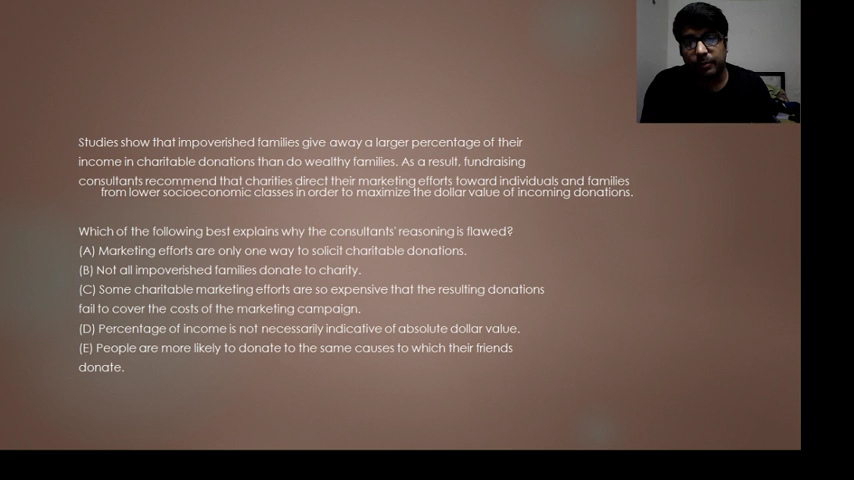 Studies show that impoverished families give away a larger percentage of their
income in charitable donations than do wealthy families. As a result, fundraising
consultants recommend that charities direct their marketing efforts toward individuals and families
from lower socioeconomic classes in order to maximize the dollar value of incoming donations.
Which of the following best explains why the consultants' reasoning is flawed?
(A) Marketing efforts are only one way to solicit charitable donations.
(B) Not all impoverished families donate to charity.
(C) Some charitable marketing efforts are so expensive that the resulting donations
fail to cover the costs of the marketing campaign.
(D) Percentage of income is not necessarily indicative of absolute dollar value.
(E) People are more likely to donate to the same causes to which their friends
donate.